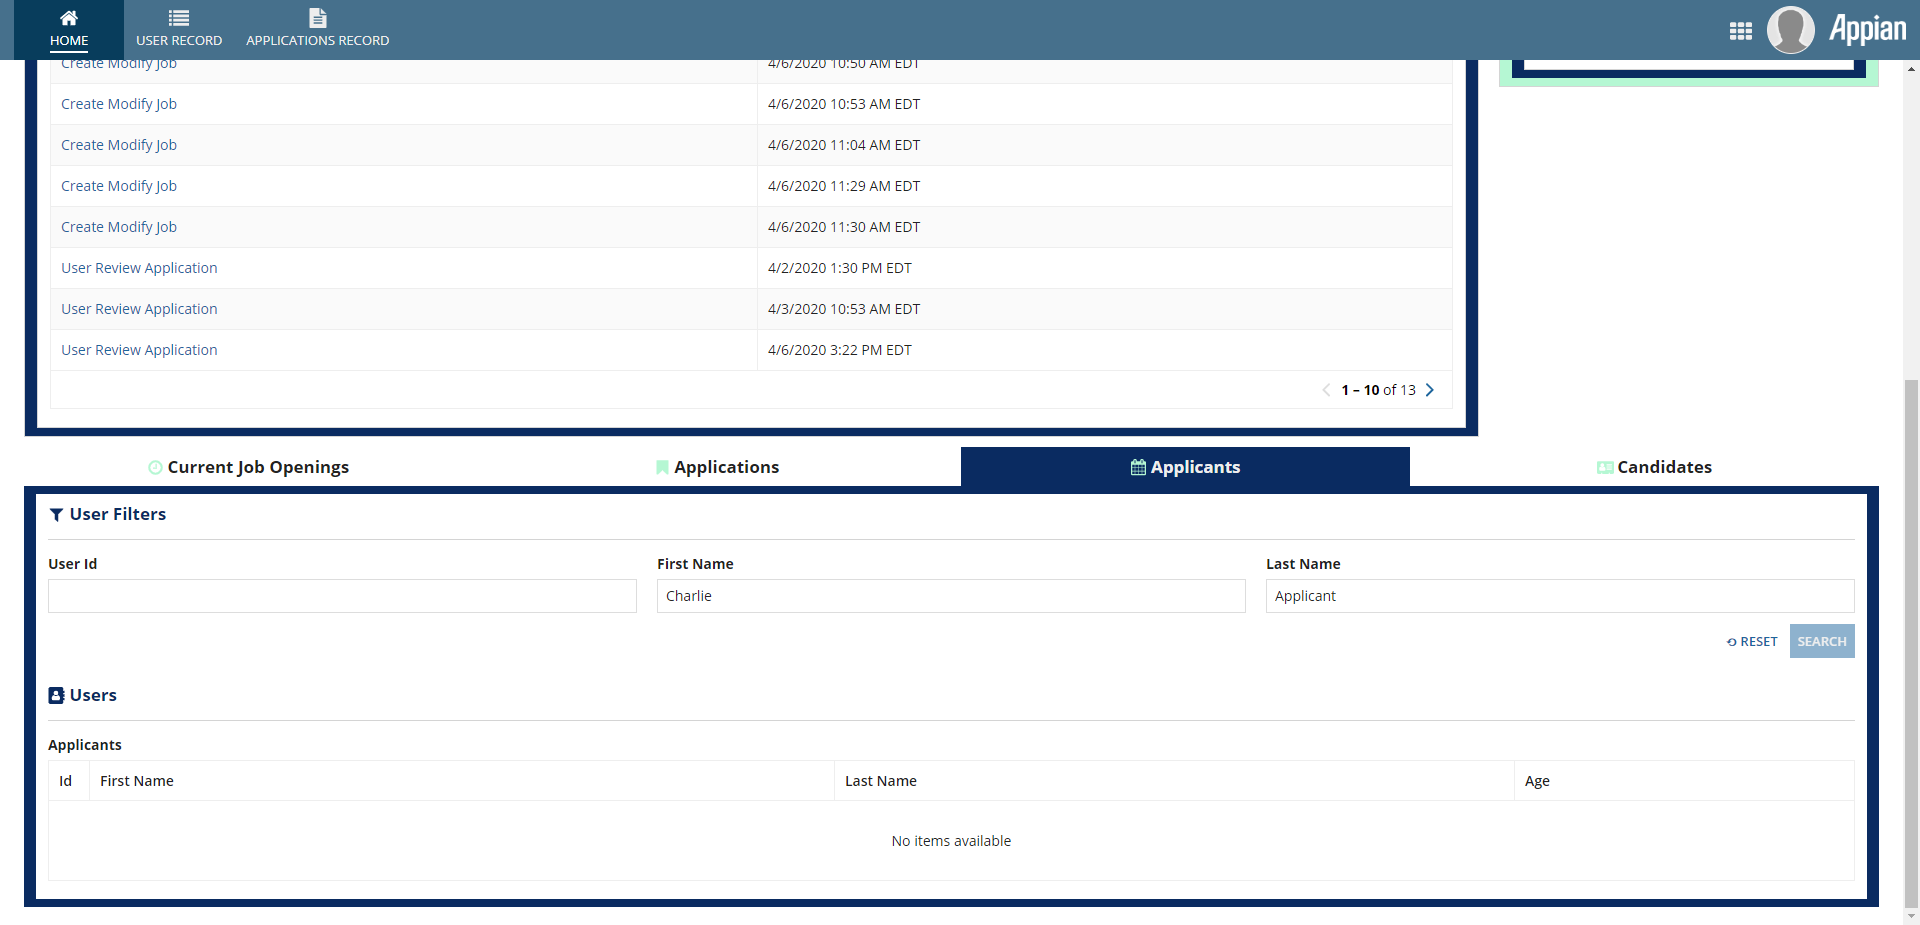 HOME
USER RECORD
APPLICATIONS RECORD
Appian
Create Modify Job 4/6/2020 10:50 AM EDT
Create Modify Job 4/6/2020 10:53 AM EDT
Create Modify Job 4/6/2020 11:04 AM EDT
Create Modify Job 4/6/2020 11:29 AM EDT
Create Modify Job 4/6/2020 11:30 AM EDT
User Review Application 4/2/2020 1:30 PM EDT
User Review Application 4/3/2020 10:53 AM EDT
User Review Application 4/6/2020 3:22 PM EDT
1 – 10 of 13
Current Job Openings Applications Applicants Candidates
User Filters
User Id First Name Last Name
Charlie Applicant
RESET SEARCH
Users
Applicants
Id First Name Last Name Age
No items available